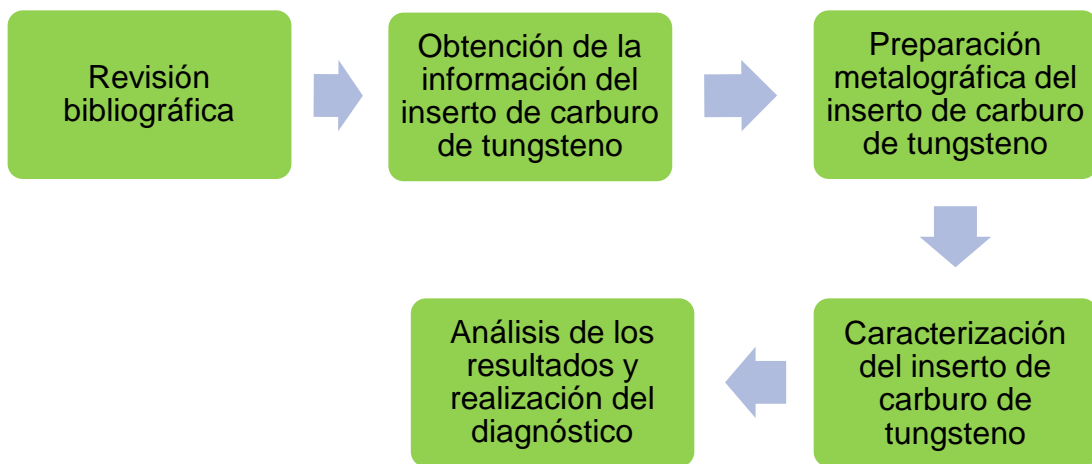 Revisión
bibliográfica
Obtención de la
información del
inserto de carburo
de tungsteno
Preparación
metalográfica del
inserto de carburo
de tungsteno
Caracterización
del inserto de
carburo de
tungsteno
Análisis de los
resultados y
realización del
diagnóstico